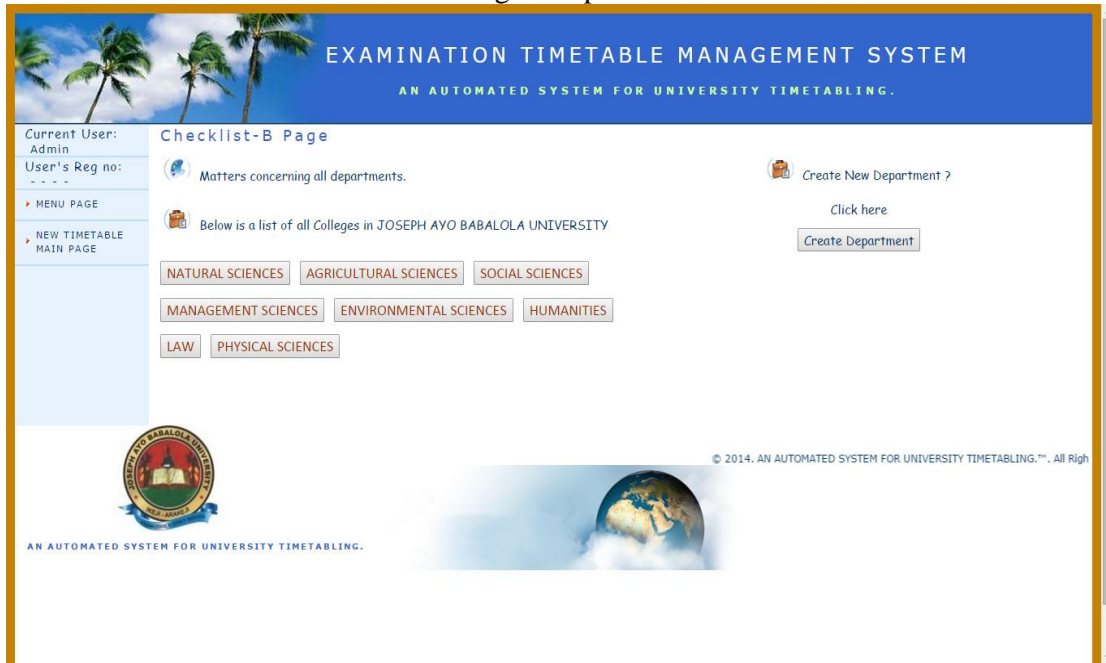 EXAMINATION TIMETABLE MANAGEMENT SYSTEM
AN AUTOMATED SYSTEM FOR UNIVERSITY TIMETABLING.
Current User:
Admin
User's Reg no:
- - - -
MENU PAGE
NEW TIMETABLE
MAIN PAGE
Checklist-B Page
Matters concerning all departments.
Below is a list of all Colleges in JOSEPH AYO BABALOLA UNIVERSITY
NATURAL SCIENCES AGRICULTURAL SCIENCES SOCIAL SCIENCES
MANAGEMENT SCIENCES ENVIRONMENTAL SCIENCES HUMANITIES
LAW PHYSICAL SCIENCES
Create New Department ?
Click here
Create Department
JOSEPH AYO BABALOLA UNIVERSITY
© 2014. AN AUTOMATED SYSTEM FOR UNIVERSITY TIMETABLING.™. All Righ
AN AUTOMATED SYSTEM FOR UNIVERSITY TIMETABLING.